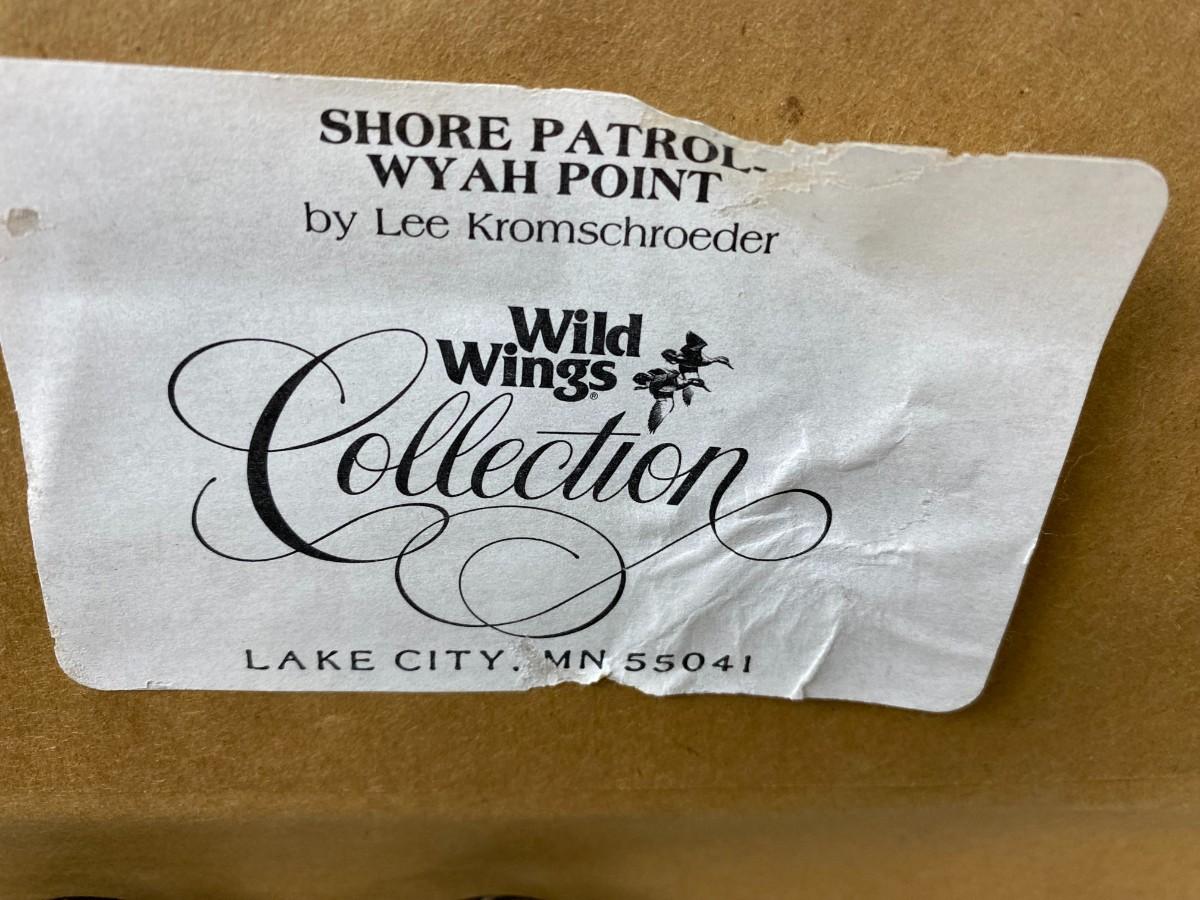 SHORE PATROL-
WYAH POINT
by Lee Kromschroeder
Wild
Wings®
Collection
LAKE CITY, MN 55041